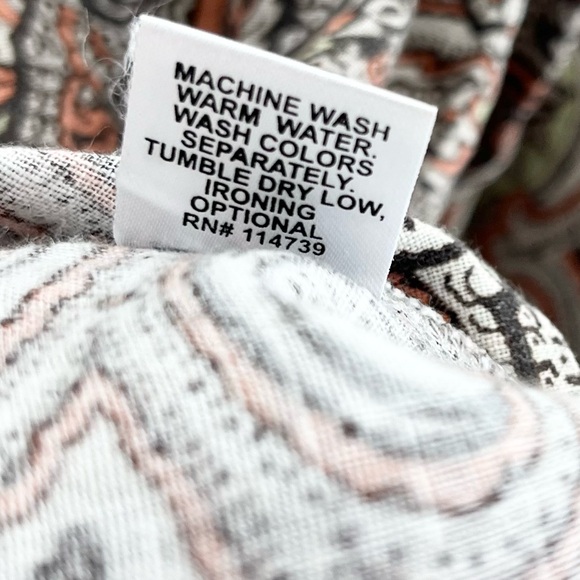 MACHINE WASH
WARM WATER.
WASH COLORS
SEPARATELY.
TUMBLE DRY LOW,
IRONING
OPTIONAL
RN# 114739